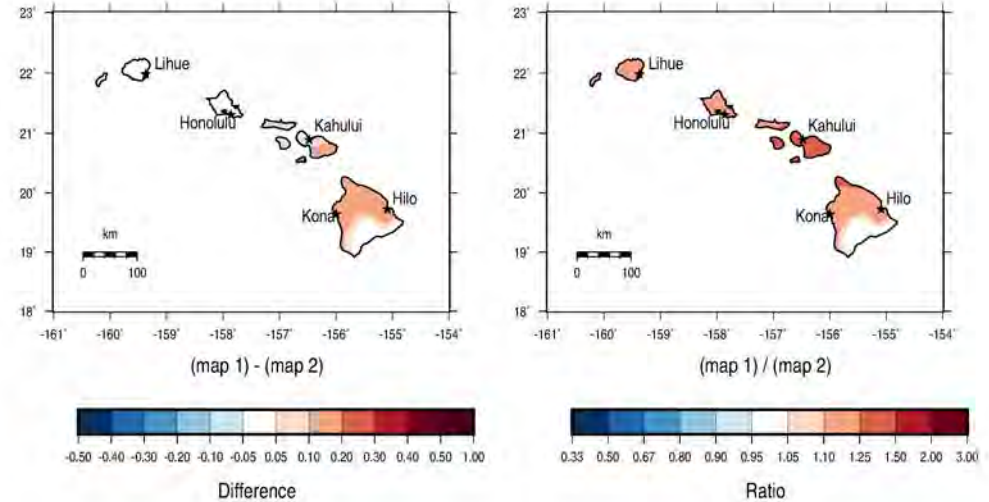 23˚
22˚
21˚
20˚
19˚
18˚
Lihue
Honolulu
Kahului
Kona
Hilo
km
0 100
-161˚ -160˚ -159˚ -158˚ -157˚ -156˚ -155˚ -154˚
(map 1) - (map 2)
-0.50 -0.40 -0.30 -0.20 -0.10 -0.05 0.05 0.10 0.20 0.30 0.40 1.00
Difference
23˚
22˚
21˚
20˚
19˚
18˚
Lihue
Honolulu
Kahului
Kona
Hilo
km
0 100
-161˚ -160˚ -159˚ -158˚ -157˚ -156˚ -155˚ -154˚
(map 1) / (map 2)
0.33 0.50 0.67 0.80 0.90 0.95 1.05 1.10 1.25 1.50 2.00 3.00
Ratio